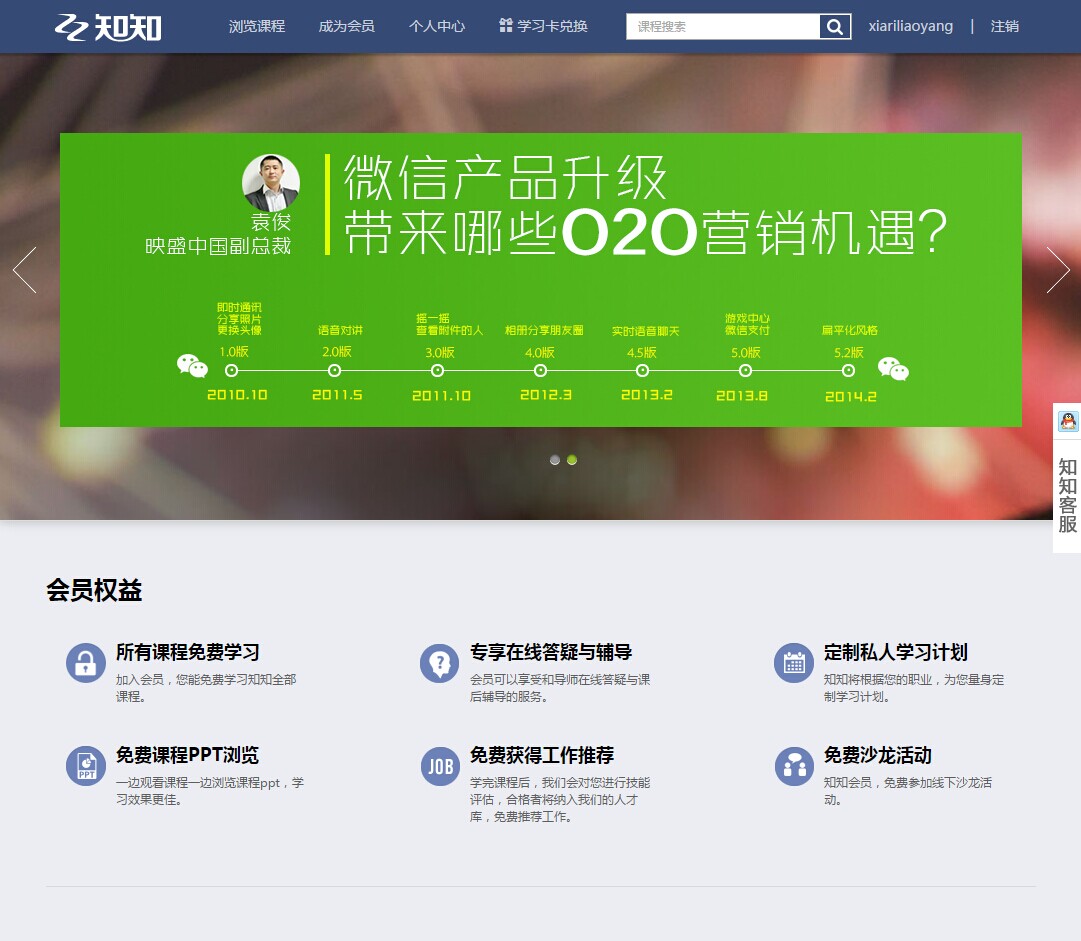 知知
浏览课程
成为会员
个人中心
学习卡兑换
课程搜索
xiariliaoyang
|
注销
袁俊
映盛中国副总裁
微信产品升级
带来哪些O2O营销机遇?
即时通讯
分享照片
更换头像
1.0版
2010.10
语音对讲
2.0版
2011.5
摇一摇
查看附件的人
3.0版
2011.10
相册分享朋友圈
4.0版
2012.3
实时语音聊天
4.5版
2013.2
游戏中心
微信支付
5.0版
2013.8
扁平化风格
5.2版
2014.2
知知客服
会员权益
所有课程免费学习
加入会员，您能免费学习知知全部
课程。
专享在线答疑与辅导
会员可以享受和导师在线答疑与课
后辅导的服务。
定制私人学习计划
知知将根据您的职业，为您量身定
制学习计划。
PPT
免费课程PPT浏览
一边观看课程一边浏览课程ppt，学
习效果更佳。
JOB
免费获得工作推荐
学完课程后，我们会对您进行技能
评估，合格者将纳入我们的人才
库，免费推荐工作。
免费沙龙活动
知知会员，免费参加线下沙龙活
动。